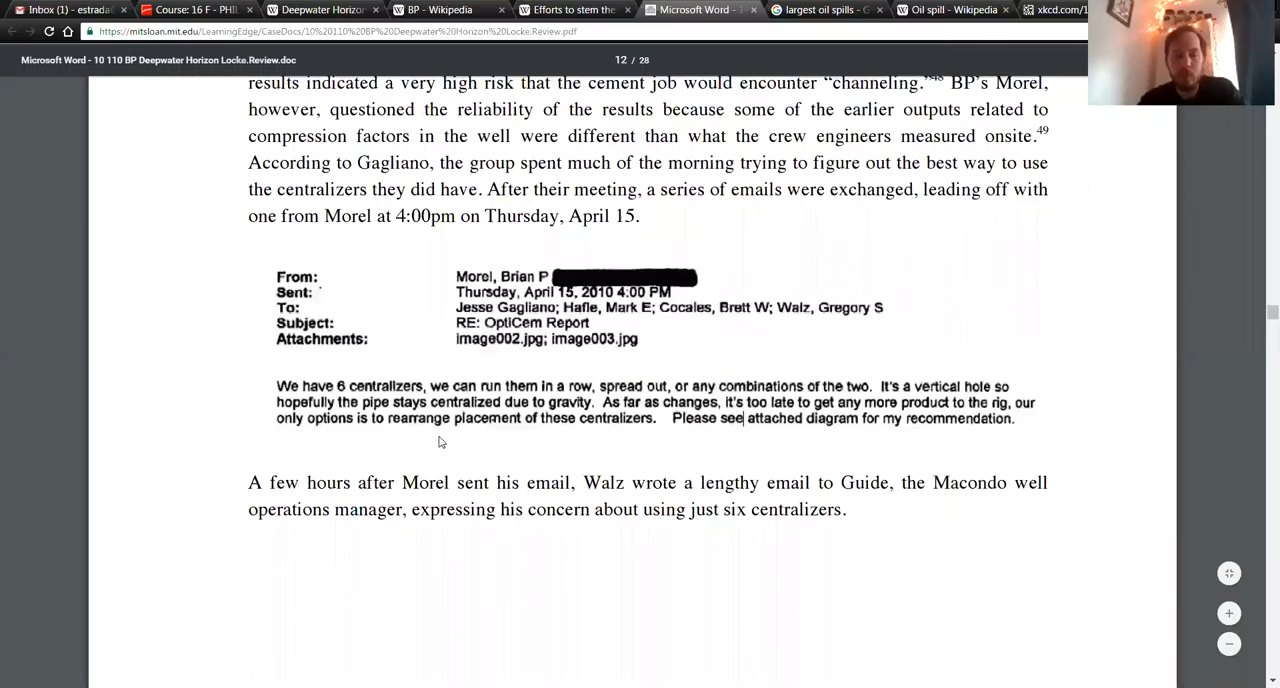 Inbox (1) - estrada
Course: 16 F - PHI
Deepwater Horizon
BP - Wikipedia
Efforts to stem the
Microsoft Word - 1
largest oil spills - G
Oil spill - Wikipedia
xkcd.com/1
https://mitsloan.mit.edu/LearningEdge/CaseDocs/10%20110%20BP%20Deepwater%20Horizon%20Locke.Review.pdf
Microsoft Word - 10 110 BP Deepwater Horizon Locke.Review.doc
12 / 28
results indicated a very high risk that the cement job would encounter “channeling.”48 BP’s Morel,
however, questioned the reliability of the results because some of the earlier outputs related to
compression factors in the well were different than what the crew engineers measured onsite.49
According to Gagliano, the group spent much of the morning trying to figure out the best way to use
the centralizers they did have. After their meeting, a series of emails were exchanged, leading off with
one from Morel at 4:00pm on Thursday, April 15.
From: Morel, Brian P
Sent: Thursday, April 15, 2010 4:00 PM
To: Jesse Gagliano; Hafle, Mark E; Cocales, Brett W; Walz, Gregory S
Subject: RE: OptiCem Report
Attachments: image002.jpg; image003.jpg
We have 6 centralizers, we can run them in a row, spread out, or any combinations of the two. It's a vertical hole so
hopefully the pipe stays centralized due to gravity. As far as changes, it's too late to get any more product to the rig, our
only options is to rearrange placement of these centralizers. Please see attached diagram for my recommendation.
A few hours after Morel sent his email, Walz wrote a lengthy email to Guide, the Macondo well
operations manager, expressing his concern about using just six centralizers.